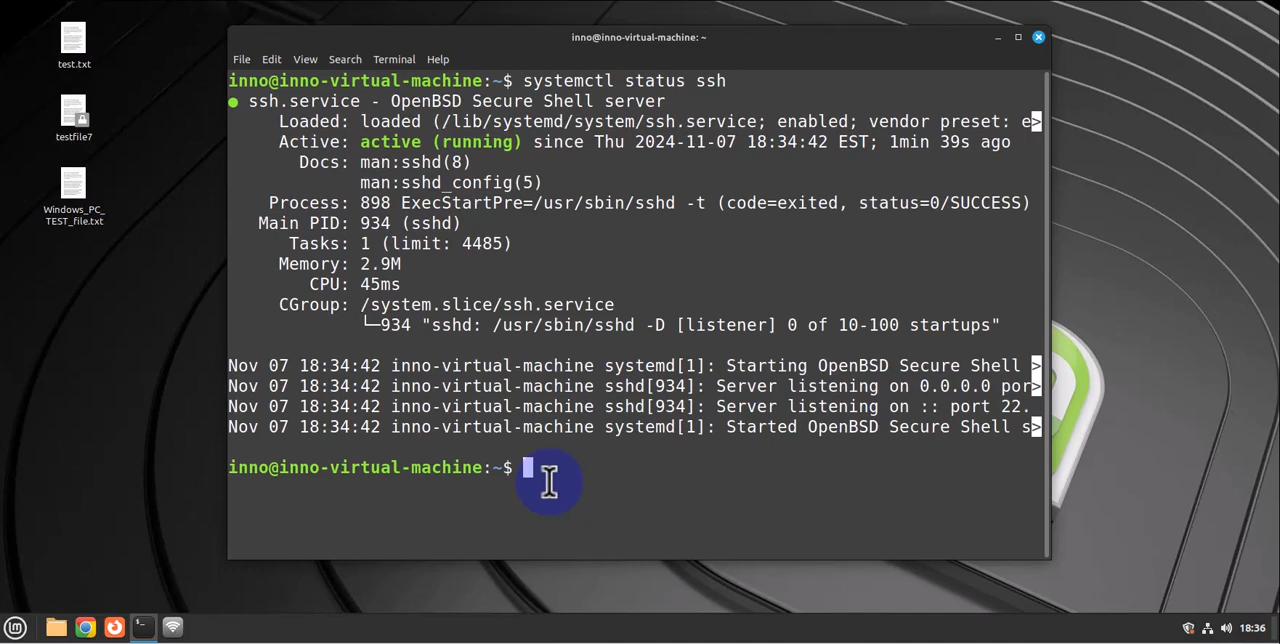 inno@inno-virtual-machine: ~
File Edit View Search Terminal Help
test.txt
testfile7
Windows_PC_
TEST_file.txt
inno@inno-virtual-machine:~$ systemctl status ssh
● ssh.service - OpenBSD Secure Shell server
Loaded: loaded (/lib/systemd/system/ssh.service; enabled; vendor preset: e>
Active: active (running) since Thu 2024-11-07 18:34:42 EST; 1min 39s ago
Docs: man:sshd(8)
man:sshd_config(5)
Process: 898 ExecStartPre=/usr/sbin/sshd -t (code=exited, status=0/SUCCESS)
Main PID: 934 (sshd)
Tasks: 1 (limit: 4485)
Memory: 2.9M
CPU: 45ms
CGroup: /system.slice/ssh.service
└─934 "sshd: /usr/sbin/sshd -D [listener] 0 of 10-100 startups"
Nov 07 18:34:42 inno-virtual-machine systemd[1]: Starting OpenBSD Secure Shell >
Nov 07 18:34:42 inno-virtual-machine sshd[934]: Server listening on 0.0.0.0 por>
Nov 07 18:34:42 inno-virtual-machine sshd[934]: Server listening on :: port 22.
Nov 07 18:34:42 inno-virtual-machine systemd[1]: Started OpenBSD Secure Shell s>
inno@inno-virtual-machine:~$
18:36